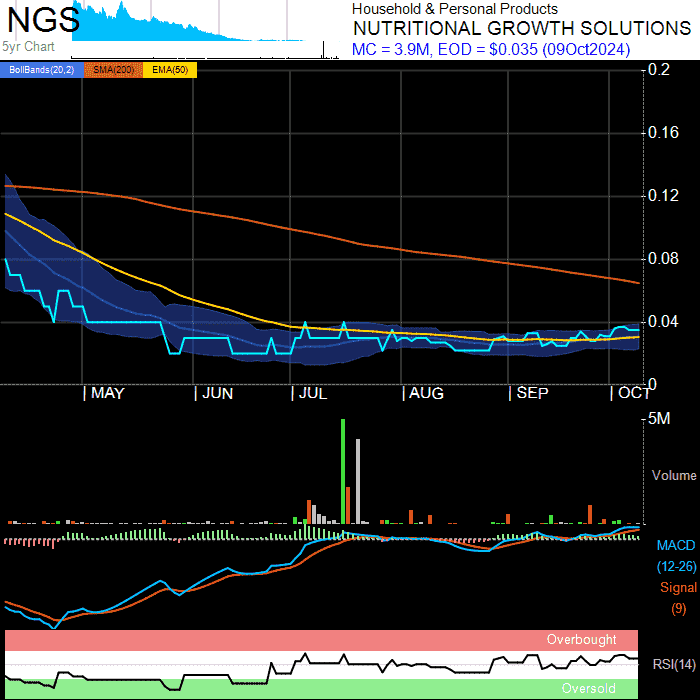 NGS
5yr Chart
Household & Personal Products
NUTRITIONAL GROWTH SOLUTIONS
MC = 3.9M, EOD = $0.035 (09Oct2024)
BollBands(20,2) SMA(200) EMA(50)
0.2
0.16
0.12
0.08
0.04
0
MAY JUN JUL AUG SEP OCT
5M
Volume
MACD
(12-26)
Signal
(9)
Overbought
RSI(14)
Oversold